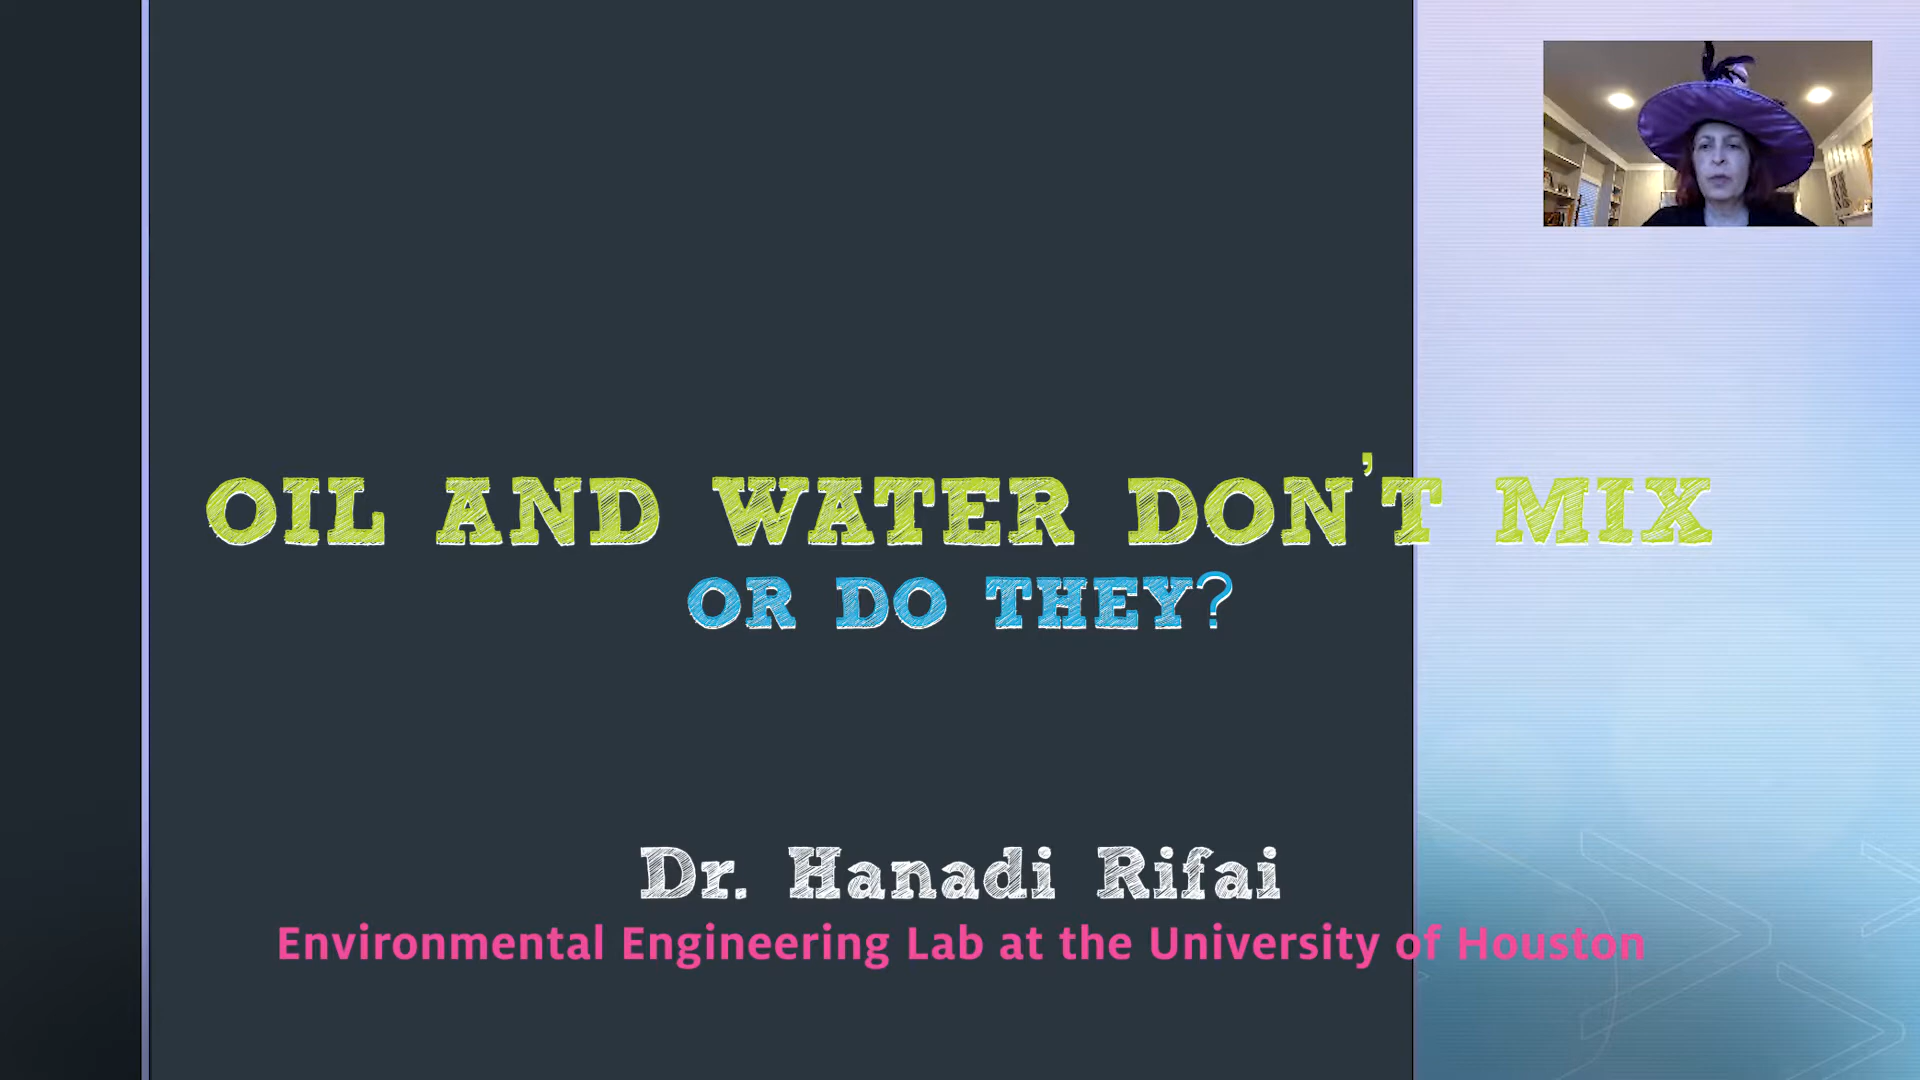 OIL AND WATER DON'T MIX
OR DO THEY?
Dr. Hanadi Rifai
Environmental Engineering Lab at the University of Houston